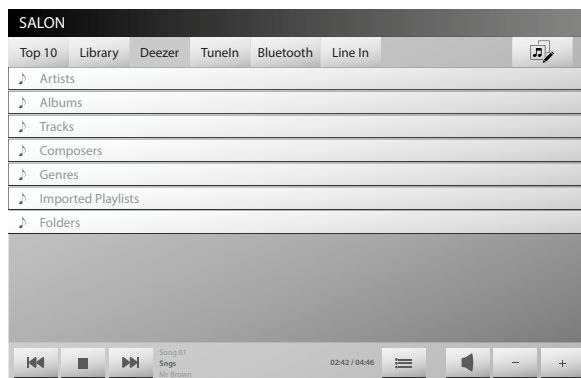 SALON
Top 10 Library Deezer TuneIn Bluetooth Line In
Artists
Albums
Tracks
Composers
Genres
Imported Playlists
Folders
Song 01
Sngs
Mr Brown
02:42 / 04:46
- +